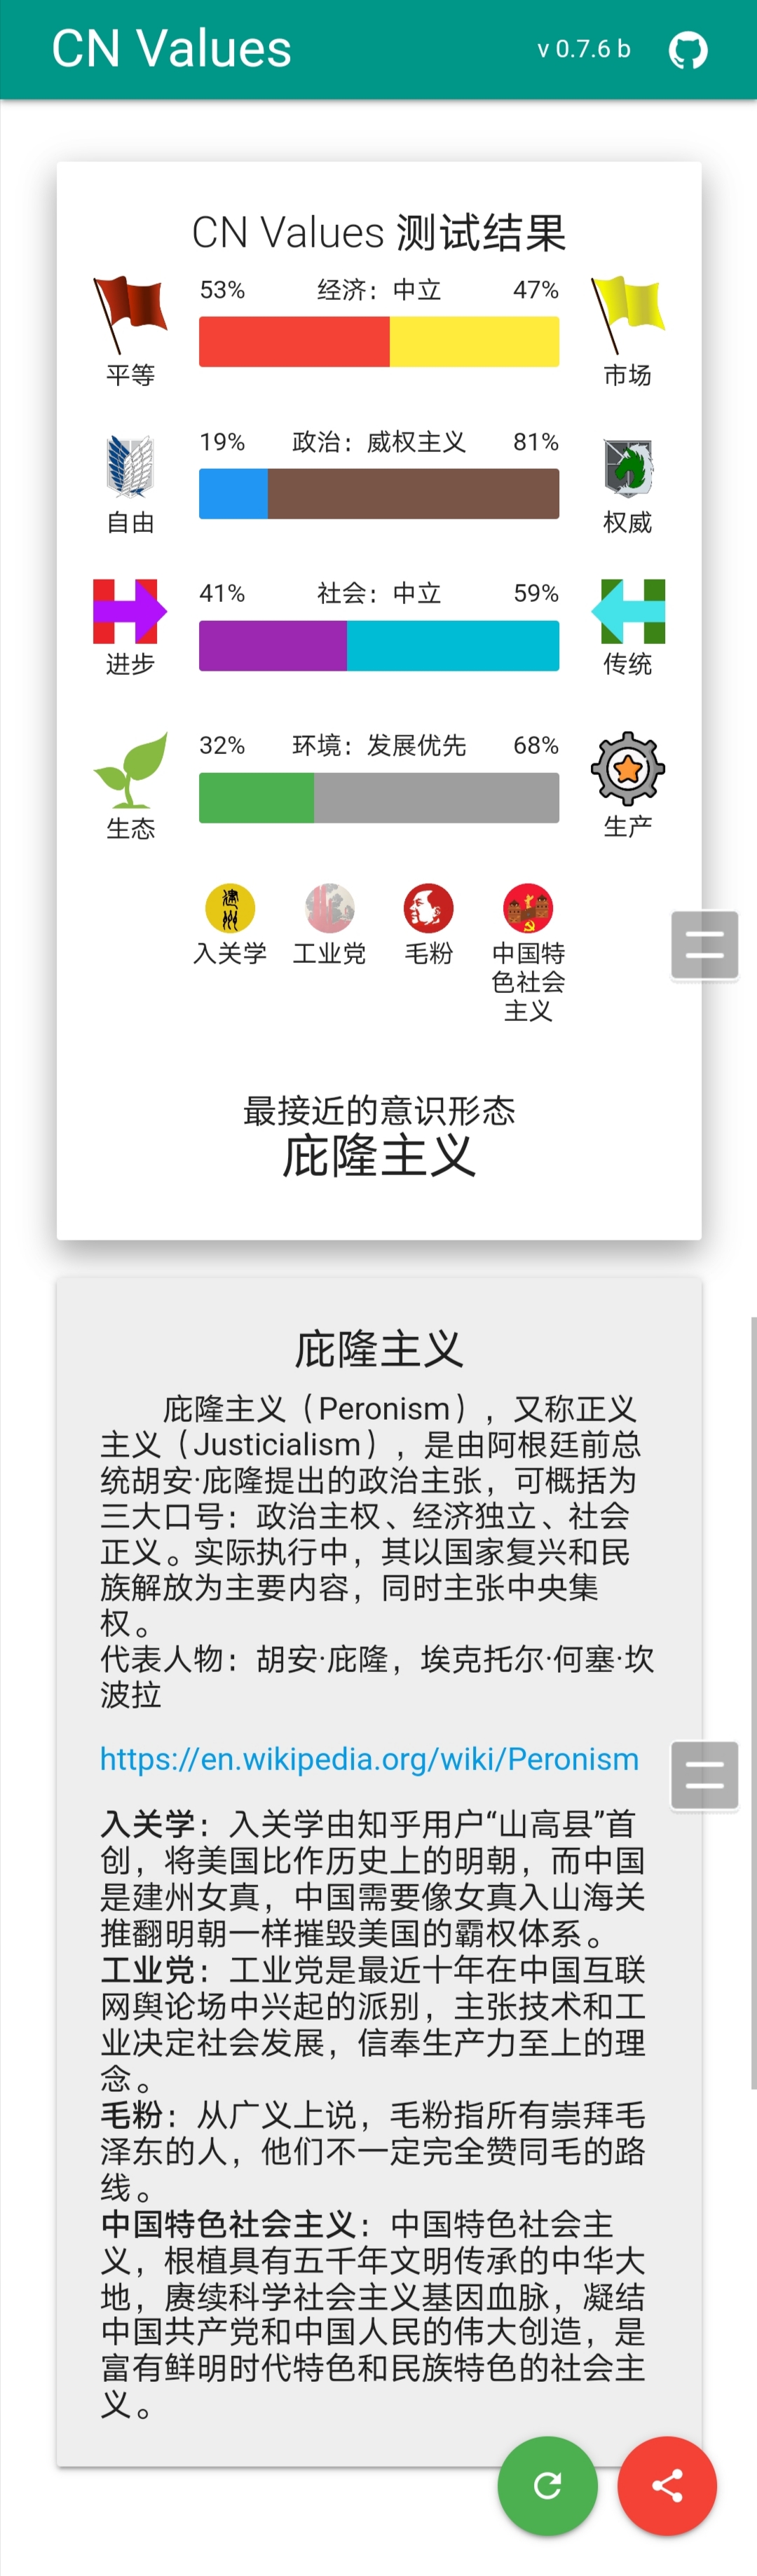 CN Values
v 0.7.6 b
CN Values 测试结果
53% 经济：中立 47%
平等 市场
19% 政治：威权主义 81%
自由 权威
41% 社会：中立 59%
进步 传统
32% 环境：发展优先 68%
生态 生产
入关学 工业党 毛粉 中国特
色社会
主义
最接近的意识形态
庇隆主义
庇隆主义
庇隆主义（Peronism），又称正义
主义（Justicialism），是由阿根廷前总
统胡安·庇隆提出的政治主张，可概括为
三大口号：政治主权、经济独立、社会
正义。实际执行中，其以国家复兴和民
族解放为主要内容，同时主张中央集
权。
代表人物：胡安·庇隆，埃克托尔·何塞·坎
波拉
https://en.wikipedia.org/wiki/Peronism
入关学：入关学由知乎用户“山高县”首
创，将美国比作历史上的明朝，而中国
是建州女真，中国需要像女真入山海关
推翻明朝一样摧毁美国的霸权体系。
工业党：工业党是最近十年在中国互联
网舆论场中兴起的派别，主张技术和工
业决定社会发展，信奉生产力至上的理
念。
毛粉：从广义上说，毛粉指所有崇拜毛
泽东的人，他们不一定完全赞同毛的路
线。
中国特色社会主义：中国特色社会主
义，根植具有五千年文明传承的中华大
地，赓续科学社会主义基因血脉，凝结
中国共产党和中国人民的伟大创造，是
富有鲜明时代特色和民族特色的社会主
义。